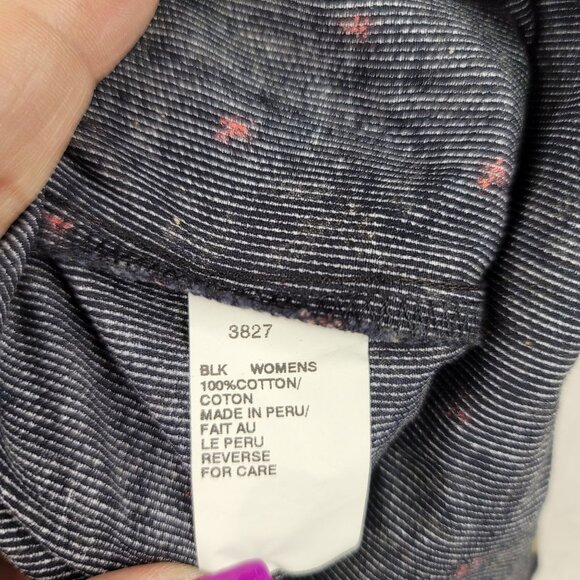 3827
BLK WOMENS
100%COTTON/
COTON
MADE IN PERU/
FAIT AU
LE PERU
REVERSE
FOR CARE